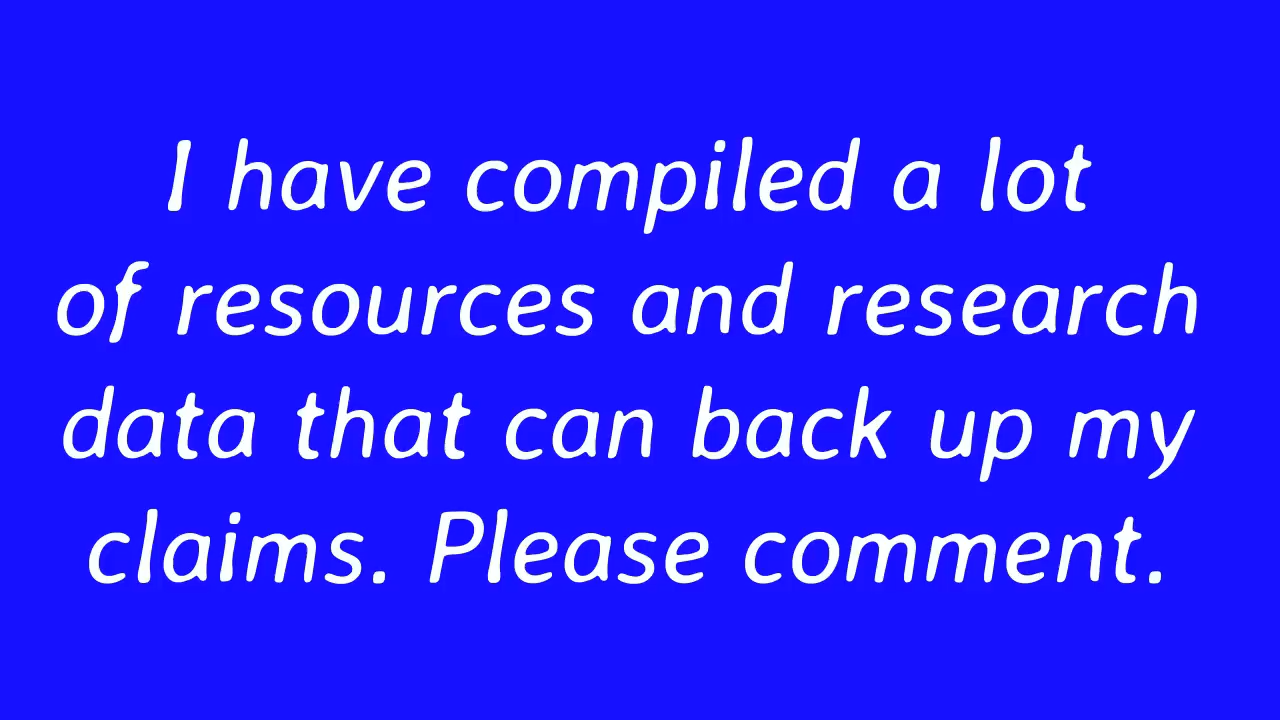 I have compiled a lot
of resources and research
data that can back up my
claims. Please comment.